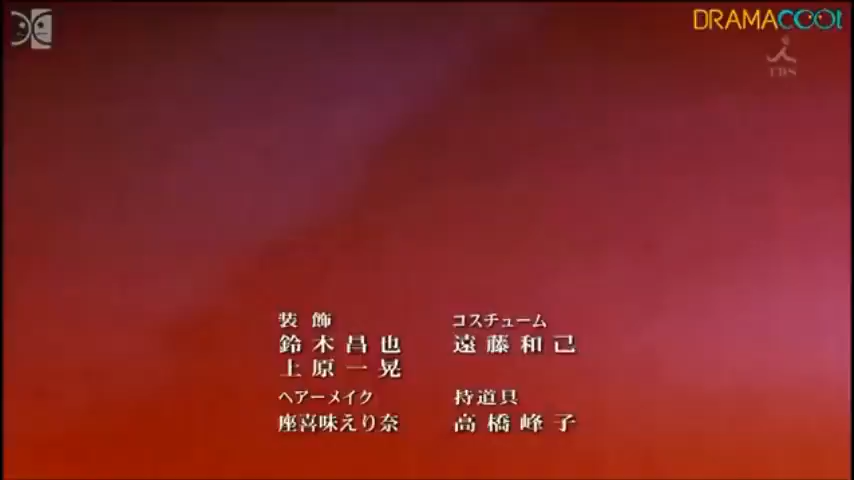 DRAMACOOL
TBS
装飾
鈴木昌也
上原一晃
コスチューム
遠藤和己
ヘアーメイク
座喜味えり奈
持道具
高橋峰子